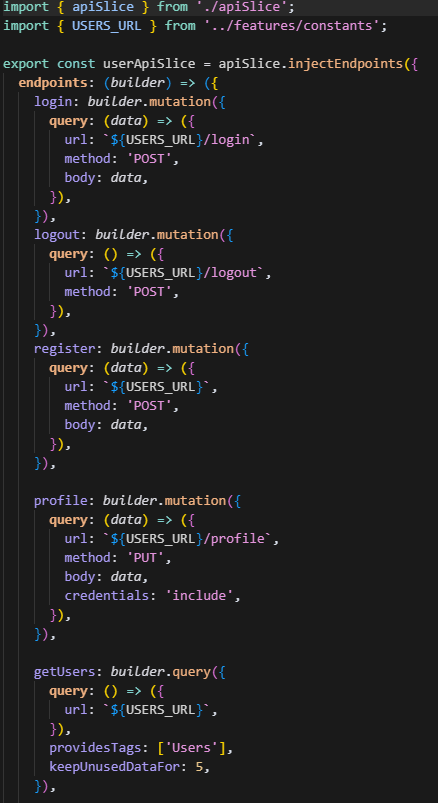 import { apiSlice } from './apiSlice';
import { USERS_URL } from '../features/constants';

export const userApiSlice = apiSlice.injectEndpoints({
  endpoints: (builder) => ({
    login: builder.mutation({
      query: (data) => ({
        url: `${USERS_URL}/login`,
        method: 'POST',
        body: data,
      }),
    }),
    logout: builder.mutation({
      query: () => ({
        url: `${USERS_URL}/logout`,
        method: 'POST',
      }),
    }),
    register: builder.mutation({
      query: (data) => ({
        url: `${USERS_URL}`,
        method: 'POST',
        body: data,
      }),
    }),

    profile: builder.mutation({
      query: (data) => ({
        url: `${USERS_URL}/profile`,
        method: 'PUT',
        body: data,
        credentials: 'include',
      }),
    }),

    getUsers: builder.query({
      query: () => ({
        url: `${USERS_URL}`,
      }),
      providesTags: ['Users'],
      keepUnusedDataFor: 5,
    }),